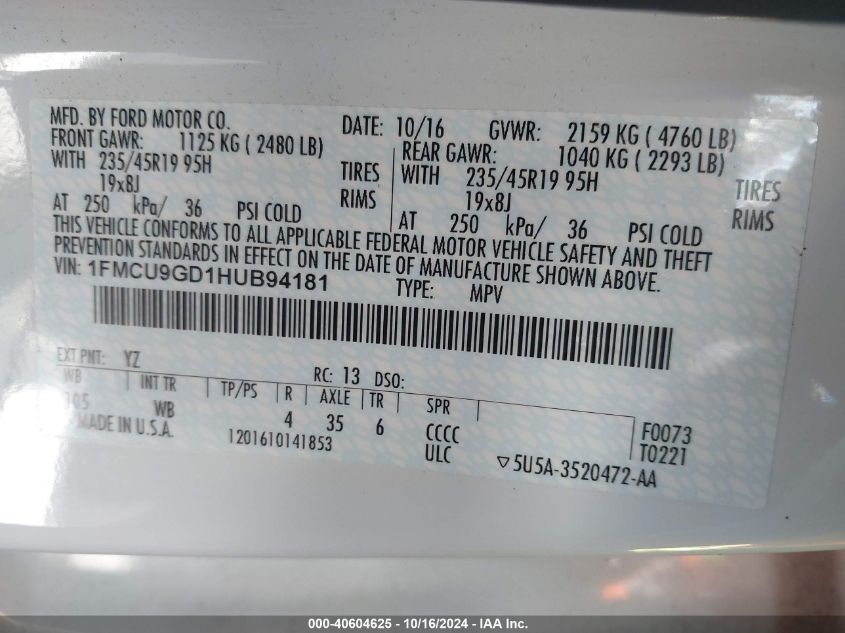 MFD. BY FORD MOTOR CO. DATE: 10/16 GVWR: 2159 KG ( 4760 LB)
FRONT GAWR: 1125 KG ( 2480 LB) REAR GAWR: 1040 KG ( 2293 LB)
WITH 235/45R19 95H TIRES WITH 235/45R19 95H TIRES
19x8J RIMS 19x8J RIMS
AT 250 kPa/ 36 PSI COLD AT 250 kPa/ 36 PSI COLD
THIS VEHICLE CONFORMS TO ALL APPLICABLE FEDERAL MOTOR VEHICLE SAFETY AND THEFT
PREVENTION STANDARDS IN EFFECT ON THE DATE OF MANUFACTURE SHOWN ABOVE.
VIN: 1FMCU9GD1HUB94181 TYPE: MPV
EXT PNT: YZ RC: 13 DSO:
WB INT TR TP/PS R AXLE TR SPR
105 WB 4 35 6 CCCC F0073
MADE IN U.S.A. 1201610141853 ULC T0221
▽5U5A-3520472-AA
000-40604625 - 10/16/2024 - IAA Inc.